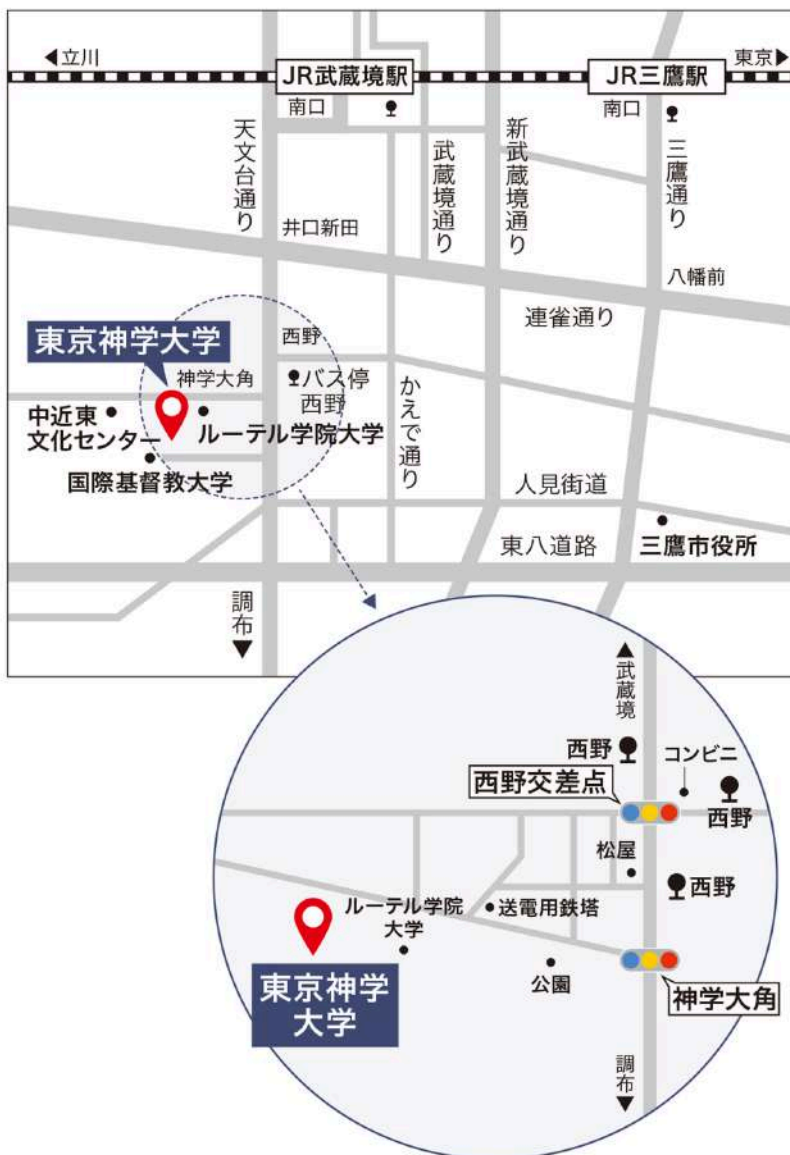 ◀立川
東京▶
JR武蔵境駅
JR三鷹駅
南口
南口
天文台通り
武蔵境通り
新武蔵境通り
三鷹通り
井口新田
八幡前
連雀通り
西野
東京神学大学
神学大角
バス停
西野
かえで通り
中近東
文化センター
ルーテル学院大学
国際基督教大学
人見街道
東八道路
三鷹市役所
調布▼
▲武蔵境
西野
コンビニ
西野交差点
西野
松屋
西野
ルーテル学院
大学
送電用鉄塔
東京神学
大学
公園
神学大角
調布▼